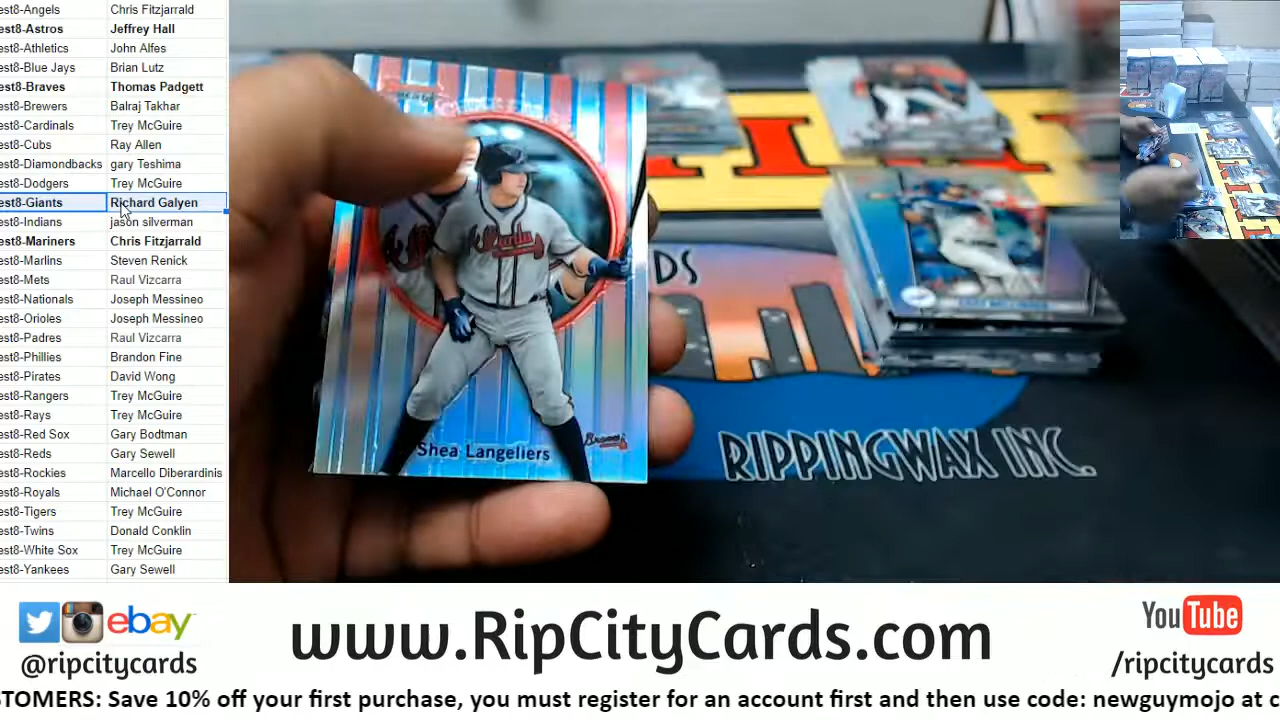 est8-Angels Chris Fitzjarrald
est8-Astros Jeffrey Hall
est8-Athletics John Alfes
est8-Blue Jays Brian Lutz
est8-Braves Thomas Padgett
est8-Brewers Balraj Takhar
est8-Cardinals Trey McGuire
est8-Cubs Ray Allen
est8-Diamondbacks gary Teshima
est8-Dodgers Trey McGuire
est8-Giants Richard Galyen
est8-Indians jason silverman
est8-Mariners Chris Fitzjarrald
est8-Marlins Steven Renick
est8-Mets Raul Vizcarra
est8-Nationals Joseph Messineo
est8-Orioles Joseph Messineo
est8-Padres Raul Vizcarra
est8-Phillies Brandon Fine
est8-Pirates David Wong
est8-Rangers Trey McGuire
est8-Rays Trey McGuire
est8-Red Sox Gary Bodtman
est8-Reds Gary Sewell
est8-Rockies Marcello Diberardinis
est8-Royals Michael O'Connor
est8-Tigers Trey McGuire
est8-Twins Donald Conklin
est8-White Sox Trey McGuire
est8-Yankees Gary Sewell
Shea Langeliers
Braves
DS
RIPPINGWAX INC.
ebay
@ripcitycards
www.RipCityCards.com
YouTube
/ripcitycards
STOMERS: Save 10% off your first purchase, you must register for an account first and then use code: newguymojo at c